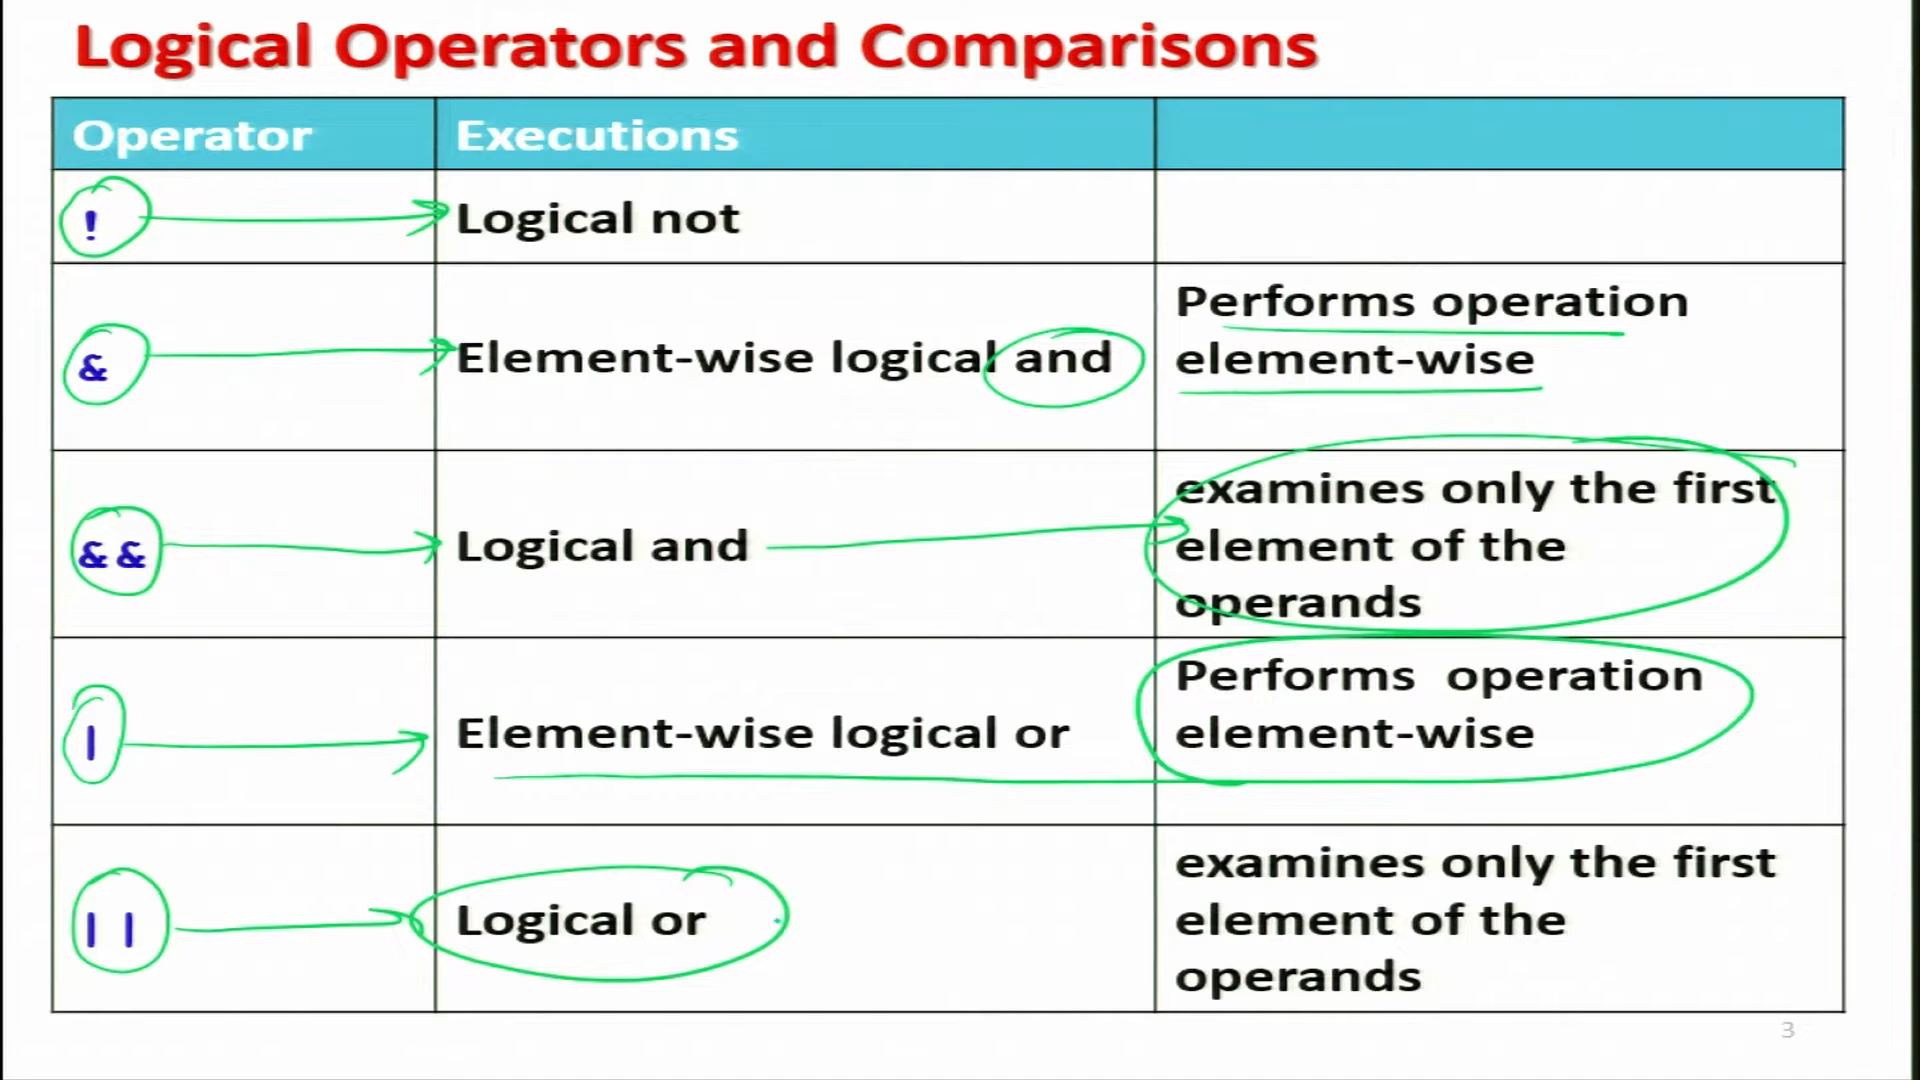 Logical Operators and Comparisons
Operator Executions
! Logical not
& Element-wise logical and Performs operation
element-wise
&& Logical and examines only the first
element of the
operands
| Element-wise logical or Performs operation
element-wise
|| Logical or examines only the first
element of the
operands
3